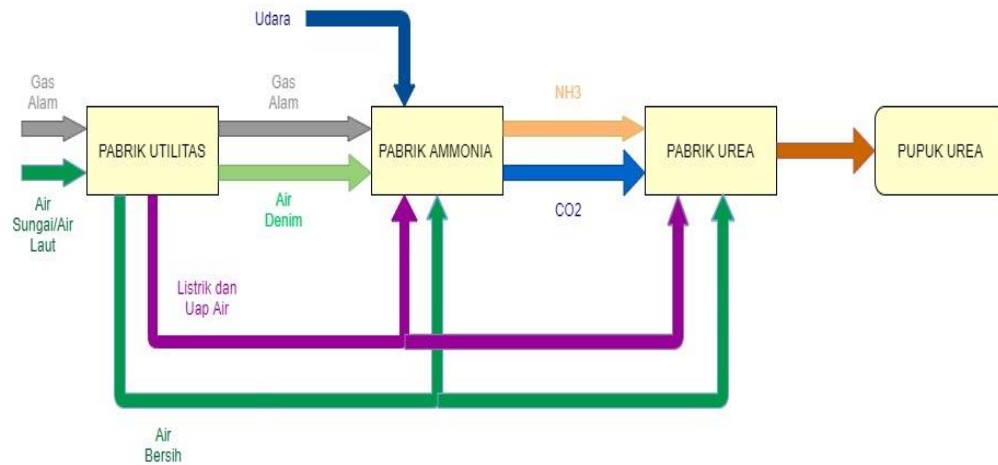 Udara
Gas
Alam
Gas
Alam
NH3
PABRIK UTILITAS
PABRIK AMMONIA
PABRIK UREA
PUPUK UREA
Air
Sungai/Air
Laut
Air
Denim
CO2
Listrik dan
Uap Air
Air
Bersih